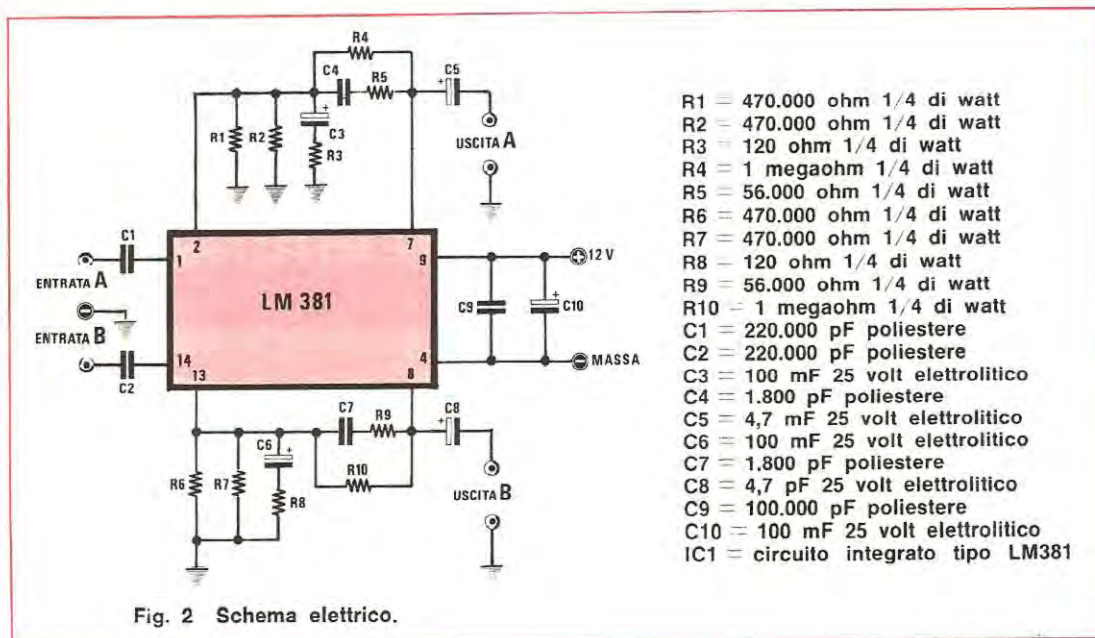 R4
C4
R5
C5
+
R1
R2
+
C3
R3
USCITA A
C1
ENTRATA A
ENTRATA B
C2
2
7
1
9
LM 381
14
4
13
8
12 V
C9
+
C10
MASSA
R6
R7
C6
+
R8
C7
R9
R10
C8
+
USCITA B
R1 = 470.000 ohm 1/4 di watt
R2 = 470.000 ohm 1/4 di watt
R3 = 120 ohm 1/4 di watt
R4 = 1 megaohm 1/4 di watt
R5 = 56.000 ohm 1/4 di watt
R6 = 470.000 ohm 1/4 di watt
R7 = 470.000 ohm 1/4 di watt
R8 = 120 ohm 1/4 di watt
R9 = 56.000 ohm 1/4 di watt
R10 = 1 megaohm 1/4 di watt
C1 = 220.000 pF poliestere
C2 = 220.000 pF poliestere
C3 = 100 mF 25 volt elettrolitico
C4 = 1.800 pF poliestere
C5 = 4,7 mF 25 volt elettrolitico
C6 = 100 mF 25 volt elettrolitico
C7 = 1.800 pF poliestere
C8 = 4,7 pF 25 volt elettrolitico
C9 = 100.000 pF poliestere
C10 = 100 mF 25 volt elettrolitico
IC1 = circuito integrato tipo LM381
Fig. 2 Schema elettrico.